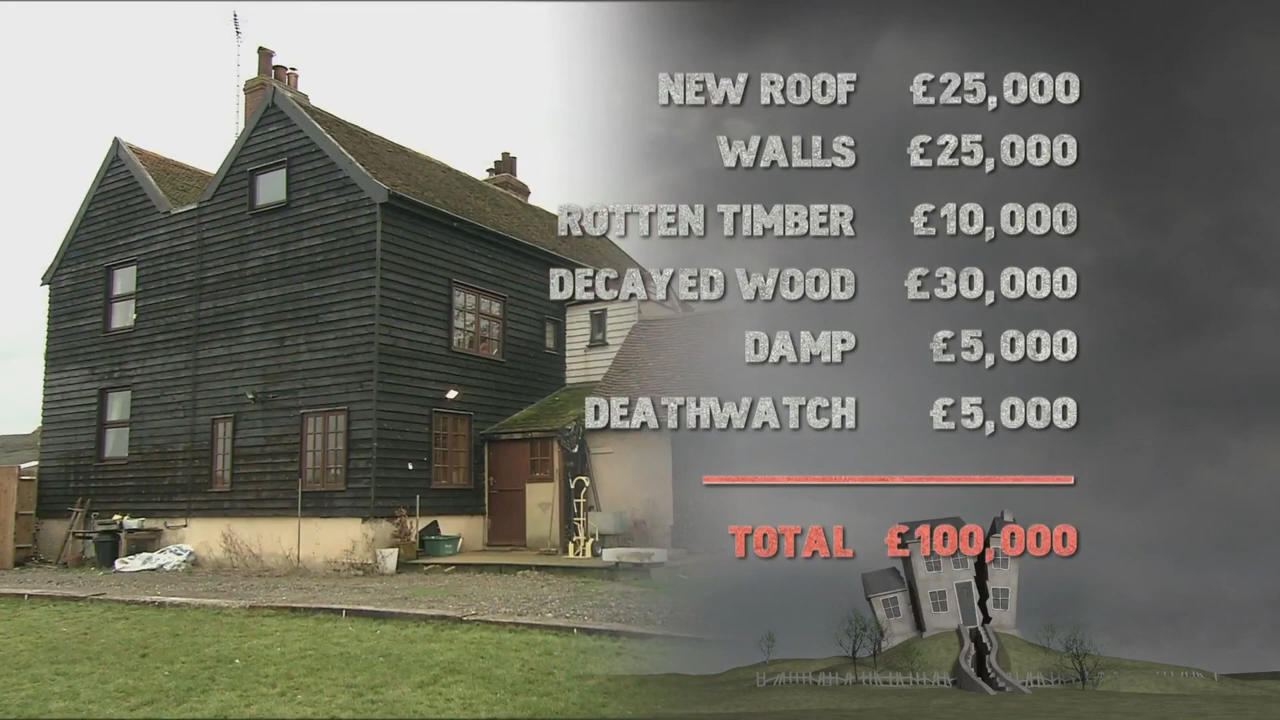 NEW ROOF £25,000
WALLS £25,000
ROTTEN TIMBER £10,000
DECAYED WOOD £30,000
DAMP £5,000
DEATHWATCH £5,000
TOTAL £100,000